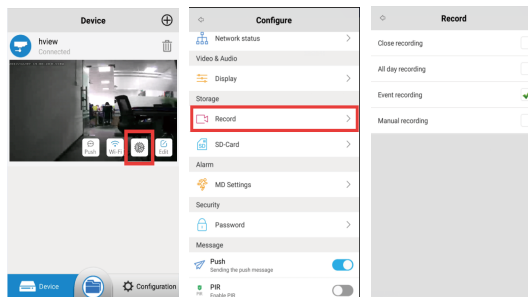 Device
hview
Connected
Push
Wi-Fi
Edit
Device
Configuration
Configure
Network status
Video & Audio
Display
Storage
Record
SD
SD-Card
Alarm
MD Settings
Security
Password
Message
Push
Sending the push message
PIR
PIR
Enable PIR
Record
Close recording
All day recording
Event recording
Manual recording